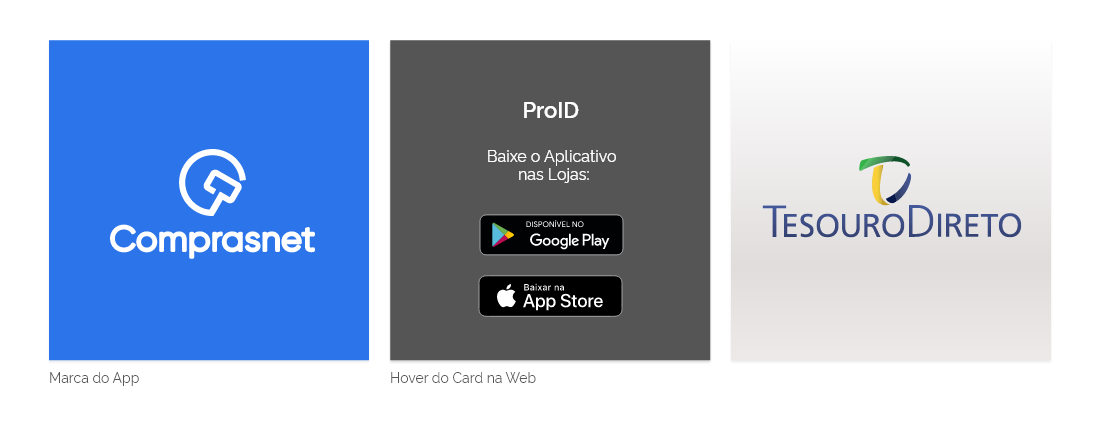 Comprasnet
Marca do App
ProID
Baixe o Aplicativo
nas Lojas:
DISPONÍVEL NO
Google Play
Baixar na
App Store
Hover do Card na Web
TESOURODIRETO